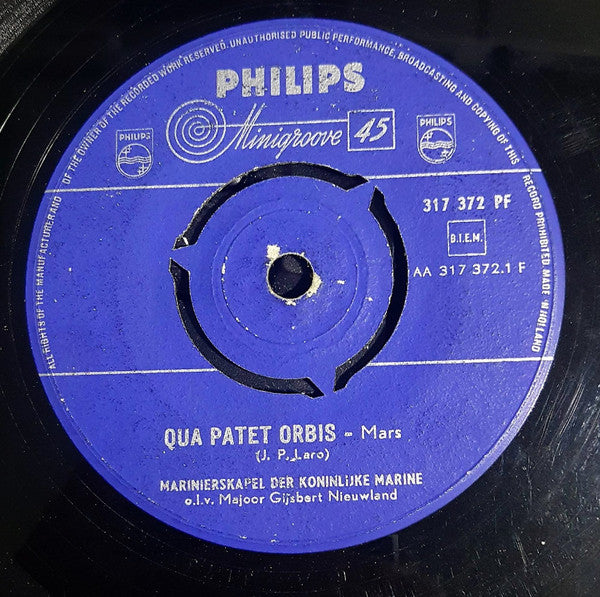 ALL RIGHTS OF THE MANUFACTURER AND OF THE OWNER OF THE RECORDED WORK RESERVED. UNAUTHORISED PUBLIC PERFORMANCE, BROADCASTING AND COPYING OF THIS RECORD PROHIBITED MADE IN HOLLAND
PHILIPS
Minigroove 45
PHILIPS
PHILIPS
317 372 PF
B.I.E.M.
AA 317 372.1 F
QUA PATET ORBIS - Mars
(J. P. Laro)
MARINIERSKAPEL DER KONINLIJKE MARINE
o.l.v. Majoor Gijsbert Nieuwland